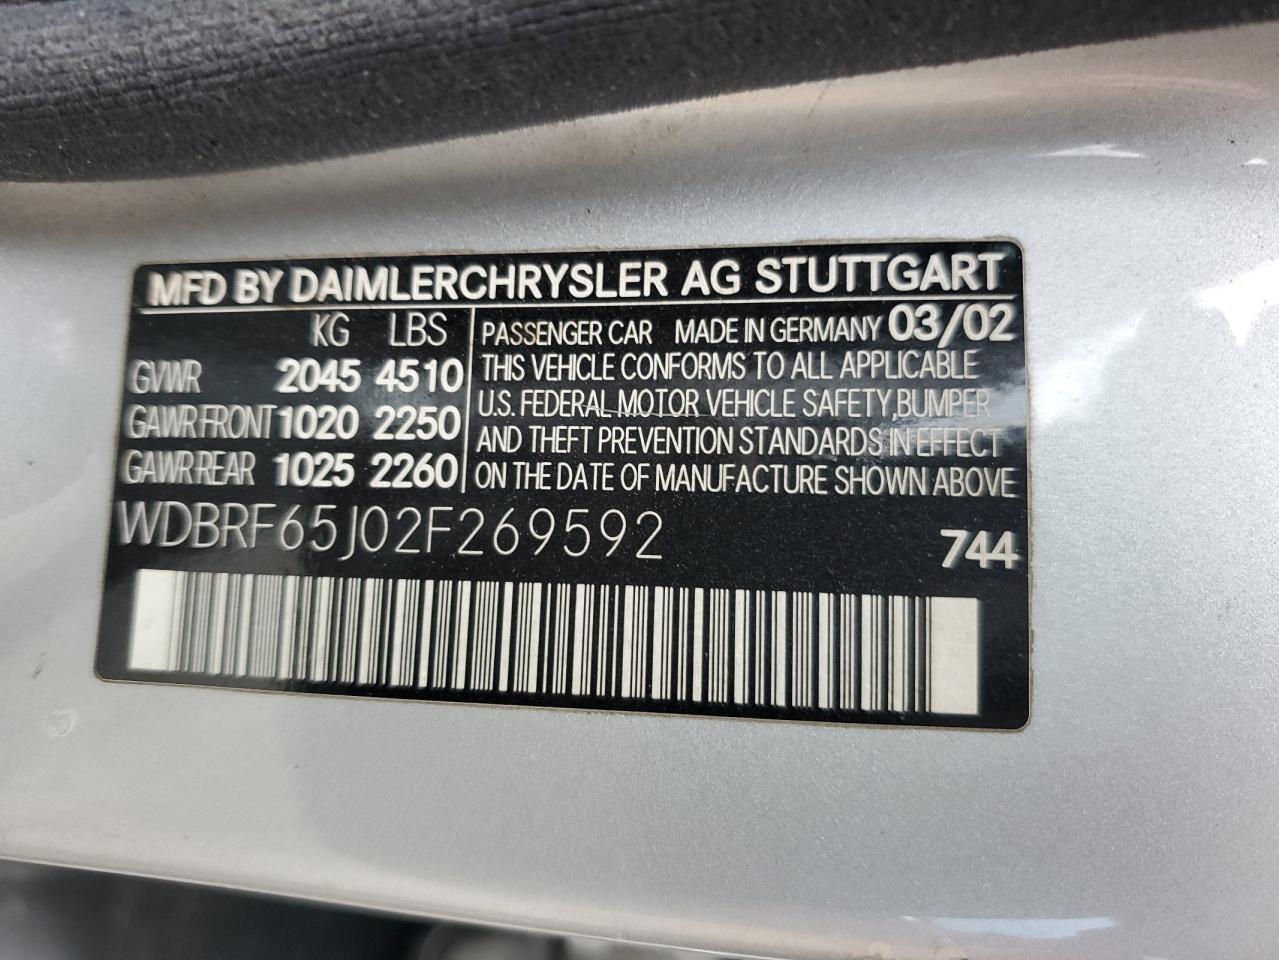 MFD BY DAIMLERCHRYSLER AG STUTTGART
KG LBS
GVWR 2045 4510
GAWR FRONT 1020 2250
GAWR REAR 1025 2260
PASSENGER CAR MADE IN GERMANY 03/02
THIS VEHICLE CONFORMS TO ALL APPLICABLE
U.S. FEDERAL MOTOR VEHICLE SAFETY, BUMPER
AND THEFT PREVENTION STANDARDS IN EFFECT
ON THE DATE OF MANUFACTURE SHOWN ABOVE
WDBRF65J02F269592 744